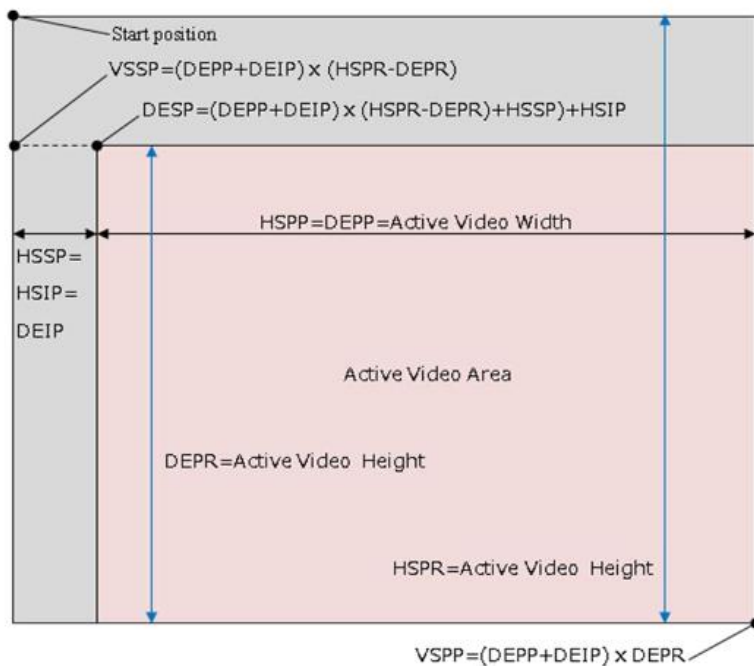 Start position
VSSP=(DEPP+DEIP) x (HSPR-DEPR)
DESP=(DEPP+DEIP) x (HSPR-DEPR)+HSSP)+HSIP
HSPP=DEPP=Active Video Width
HSSP=
HSIP=
DEIP
Active Video Area
DEPR=Active Video Height
HSPR=Active Video Height
VSPP=(DEPP+DEIP) x DEPR